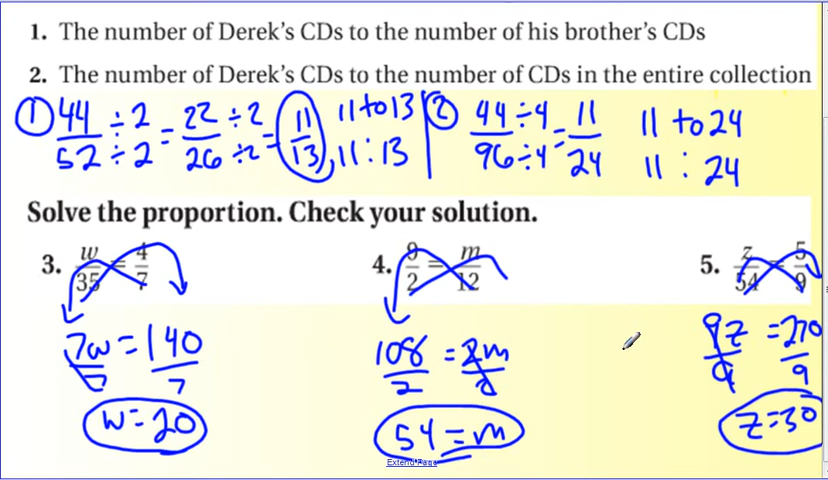 1. The number of Derek's CDs to the number of his brother's CDs
2. The number of Derek's CDs to the number of CDs in the entire collection
① 44/52 ÷2/÷2 = 22/26 ÷2/÷2 = 11/13, 11 to 13, 11:13
② 44÷4/96÷4 = 11/24 11 to 24 11 : 24
Solve the proportion. Check your solution.
3. w/35 = 4/7 4. 9/2 = m/12 5. z/54 = 5/9
7w/7 = 140/7 108/2 = 2m/2 9z/9 = 270/9
w = 20 54 = m z = 30
Extend Page